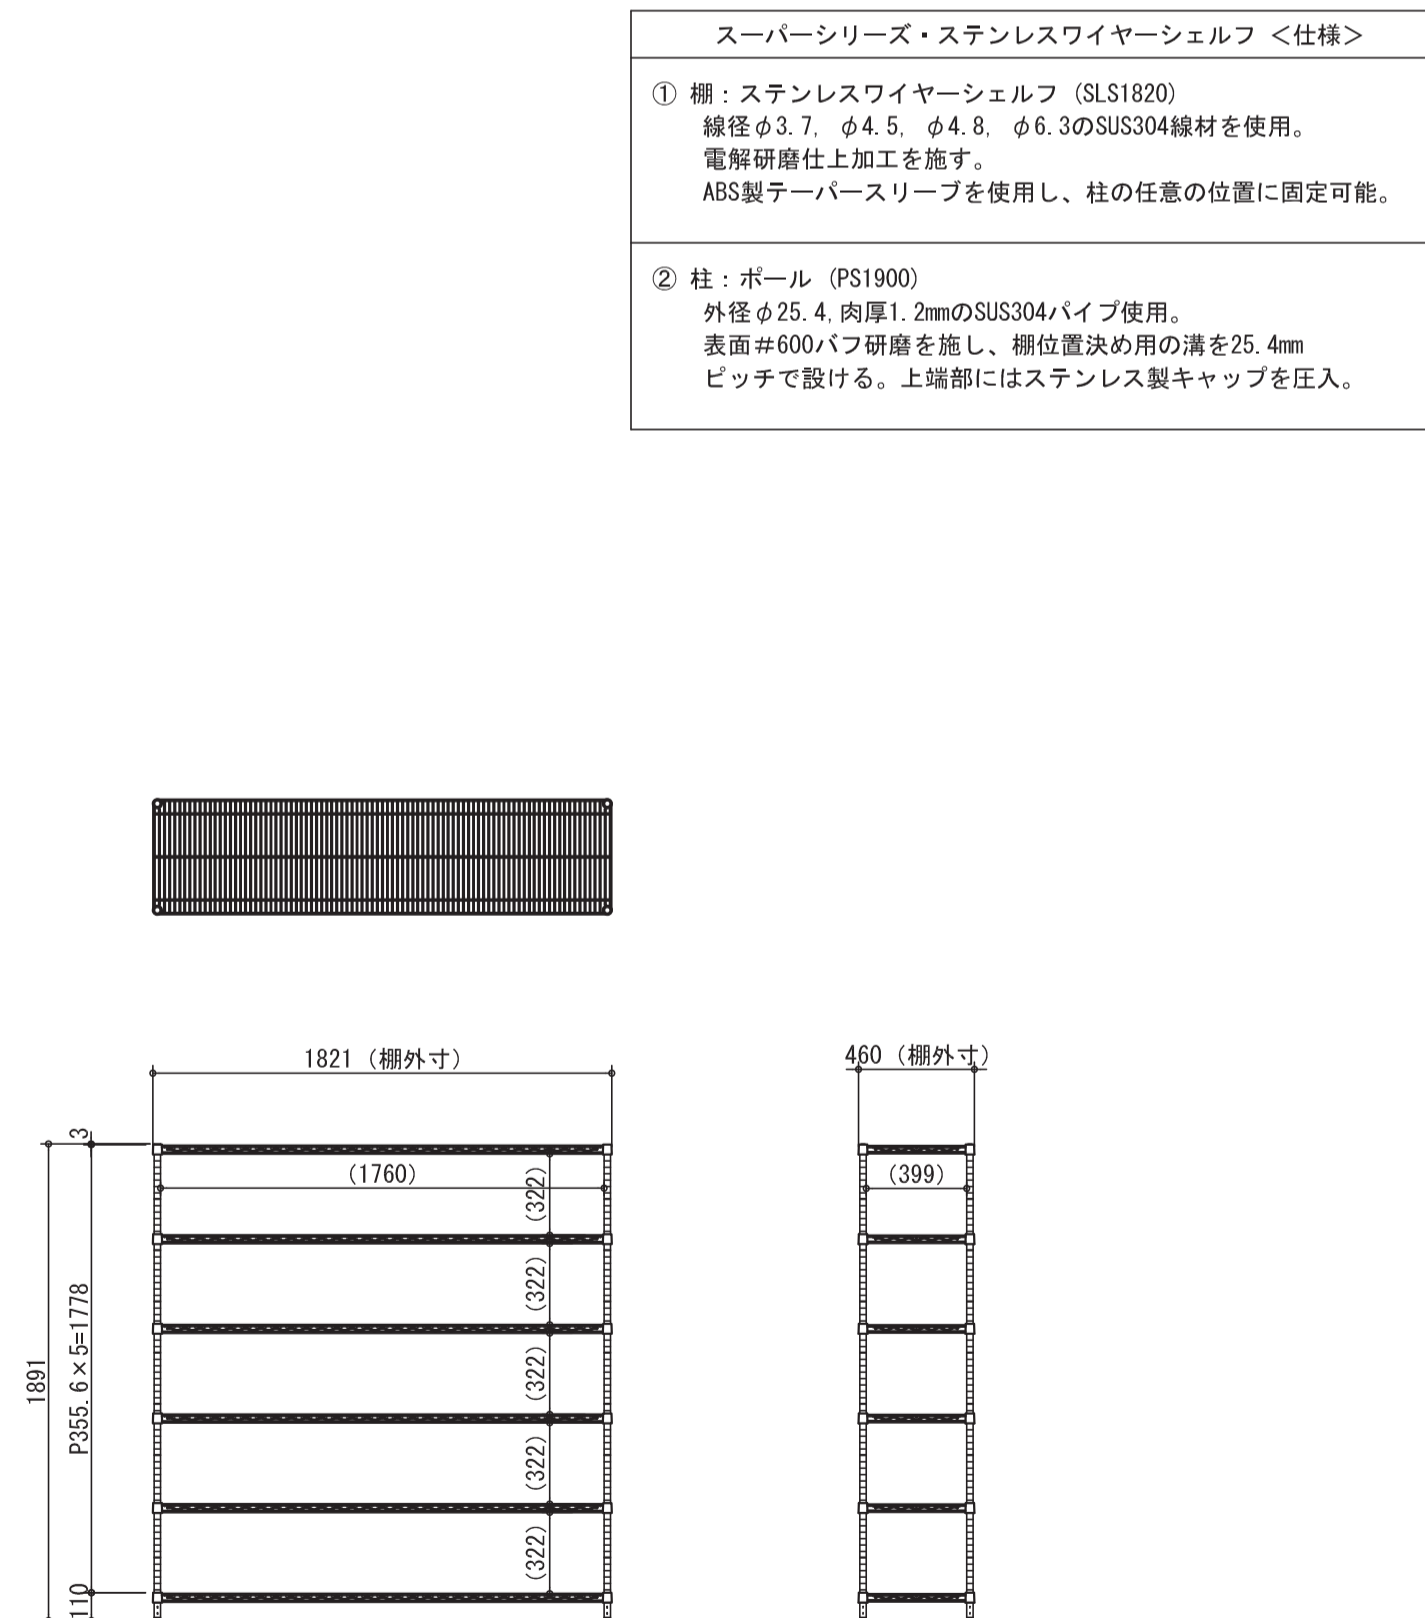 スーパーシリーズ・ステンレスワイヤーシェルフ ＜仕様＞
① 棚：ステンレスワイヤーシェルフ (SLS1820)
線径φ3.7, φ4.5, φ4.8, φ6.3のSUS304線材を使用。
電解研磨仕上加工を施す。
ABS製テーパースリーブを使用し、柱の任意の位置に固定可能。
② 柱：ポール (PS1900)
外径φ25.4,肉厚1.2mmのSUS304パイプ使用。
表面＃600バフ研磨を施し、棚位置決め用の溝を25.4mm
ピッチで設ける。上端部にはステンレス製キャップを圧入。
1821 (棚外寸)
460 (棚外寸)
3
(1760)
(322)
(399)
(322)
(322)
(322)
(322)
P355.6×5=1778
1891
110